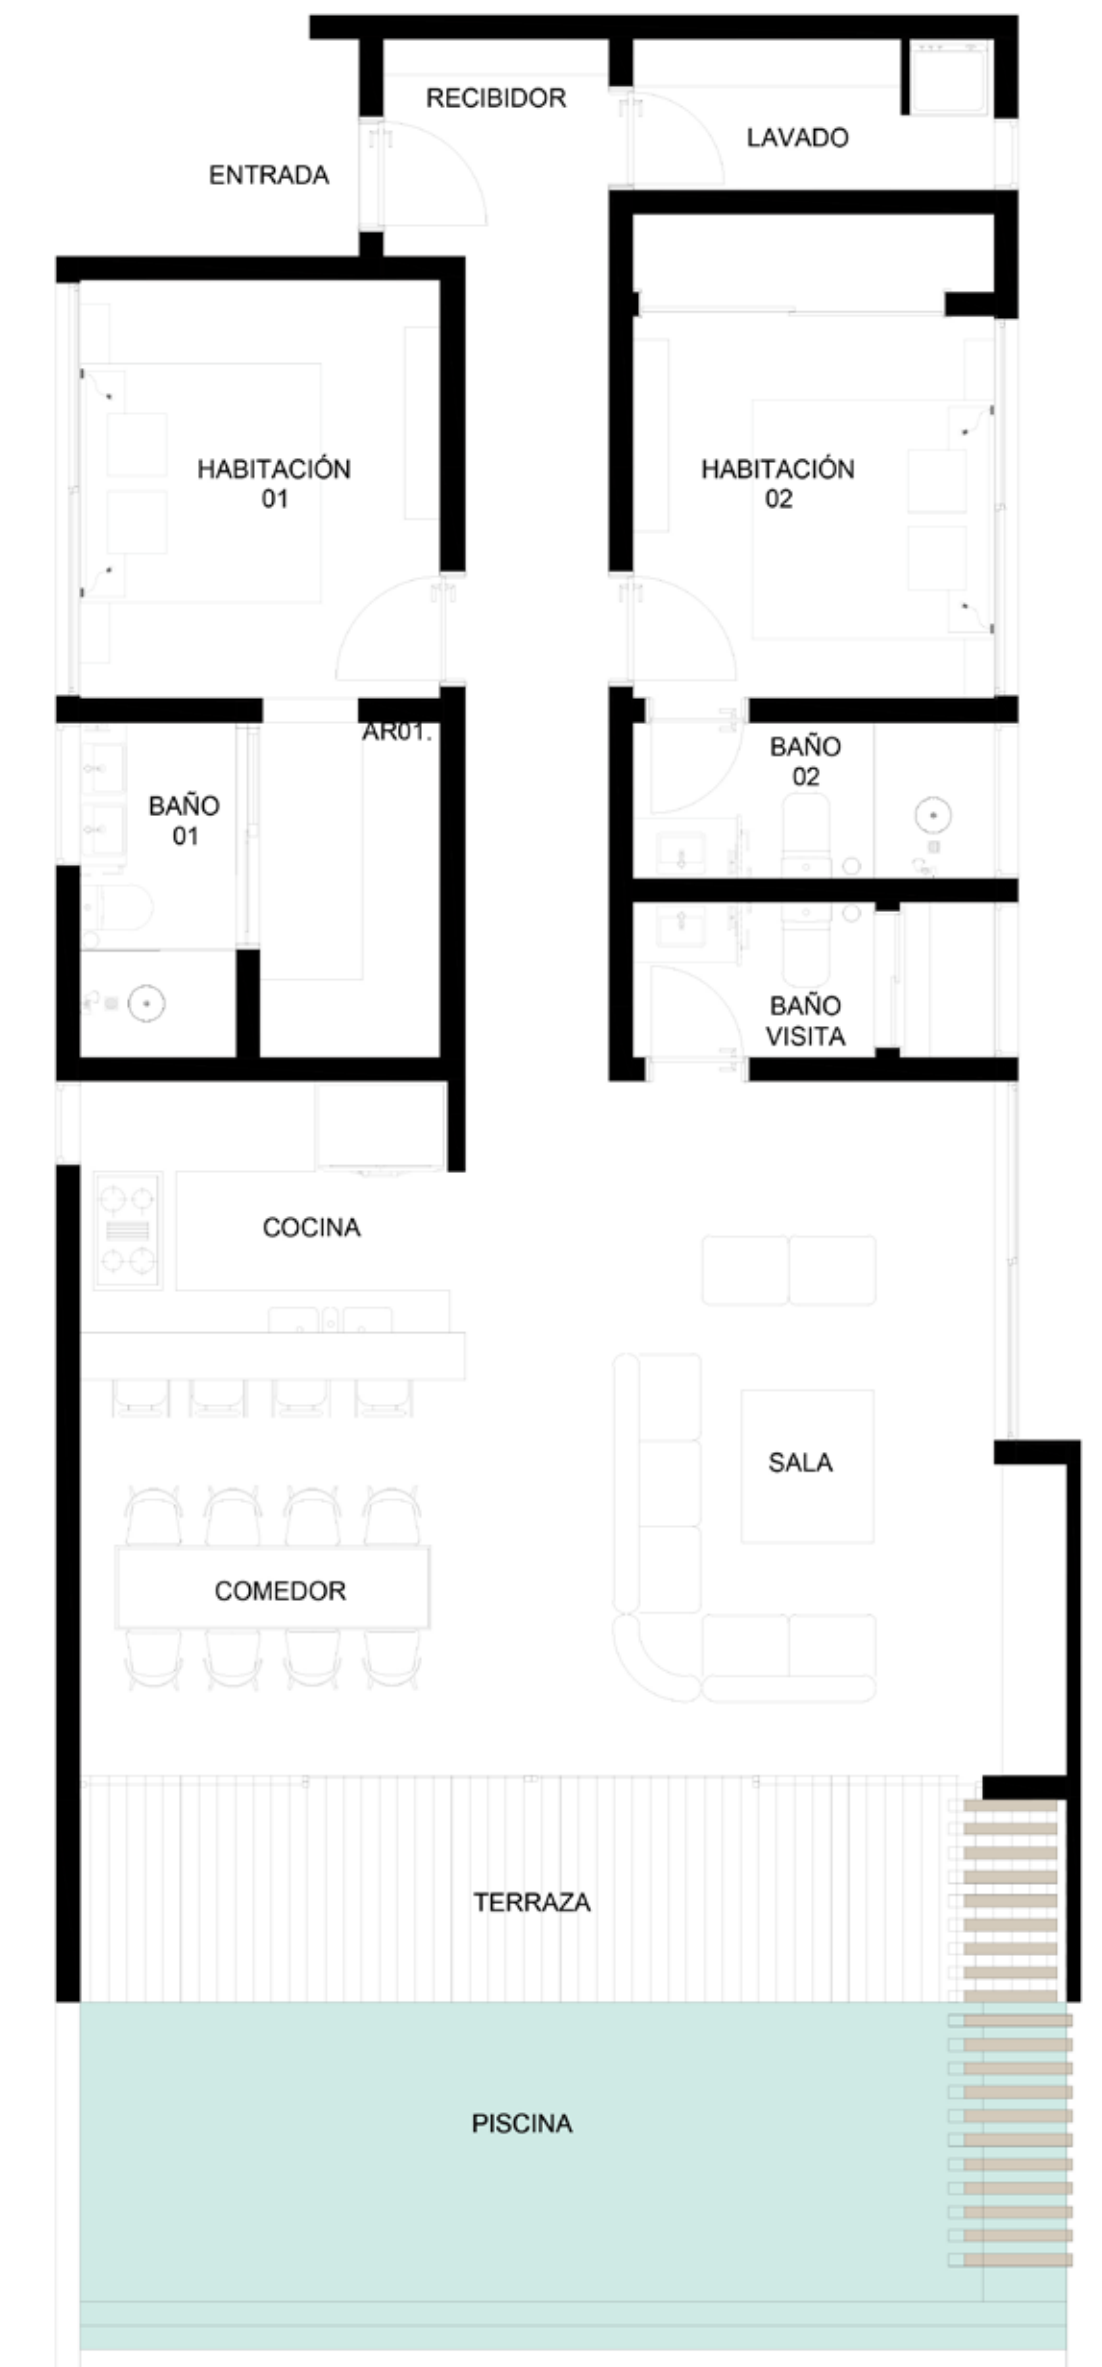 RECIBIDOR
LAVADO
ENTRADA
HABITACIÓN
01
HABITACIÓN
02
AR01.
BAÑO
01
BAÑO
02
BAÑO
VISITA
COCINA
SALA
COMEDOR
TERRAZA
PISCINA